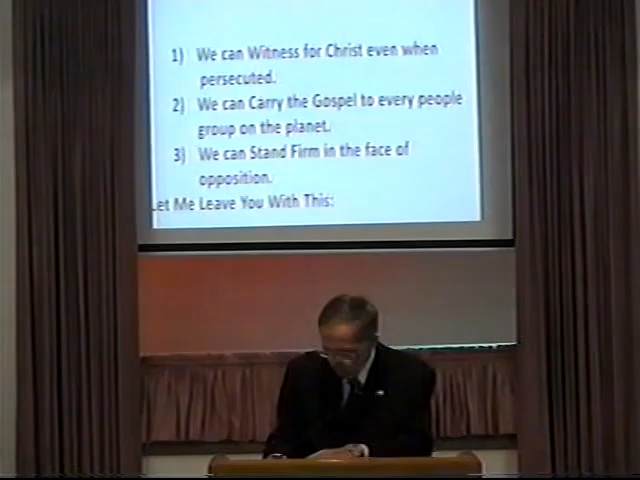 1) We can Witness for Christ even when
persecuted.
2) We can Carry the Gospel to every people
group on the planet.
3) We can Stand Firm in the face of
opposition.
et Me Leave You With This: